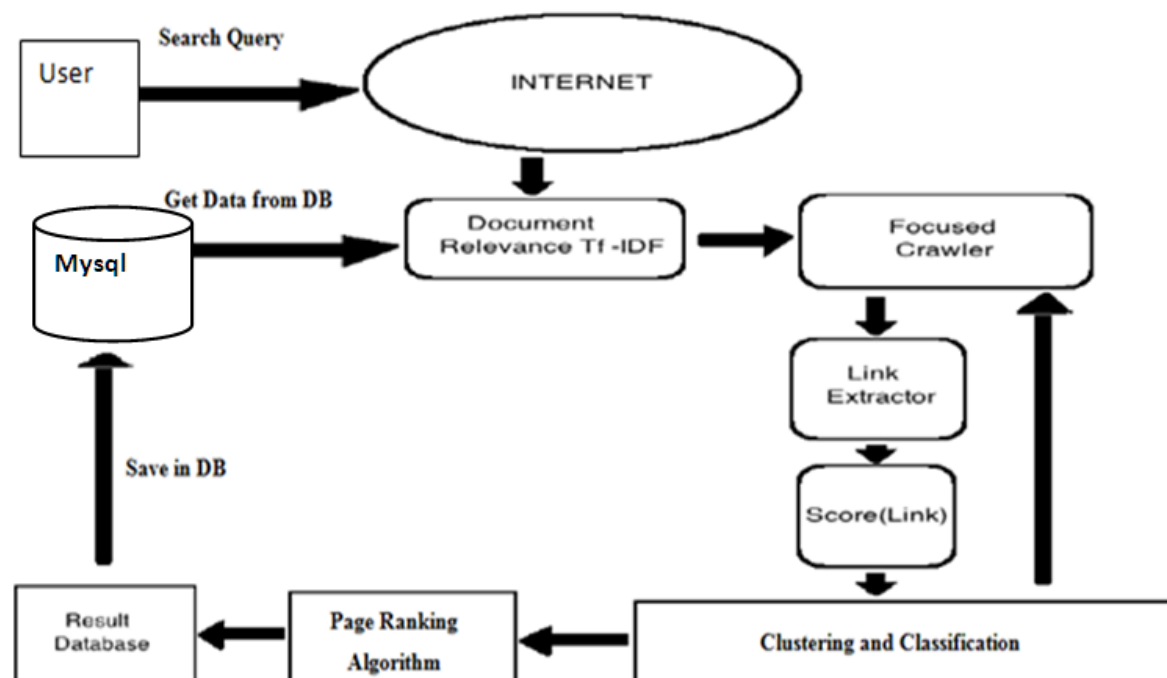 Search Query
User
INTERNET
Get Data from DB
Document
Relevance Tf -IDF
Focused
Crawler
Mysql
Link
Extractor
Save in DB
Score(Link)
Result
Database
Page Ranking
Algorithm
Clustering and Classification